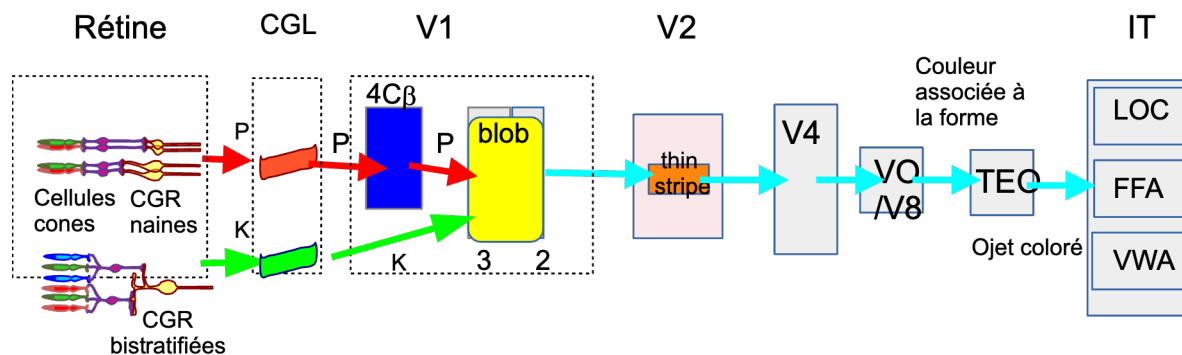 Rétine
CGL
V1
V2
IT
Couleur
associée à
la forme
4Cβ
P
P
P
blob
V4
LOC
thin
stripe
VO
/V8
TEO
FFA
Cellules
cones
CGR
naines
K
K
3
2
Ojet coloré
VWA
CGR
bistratifiées